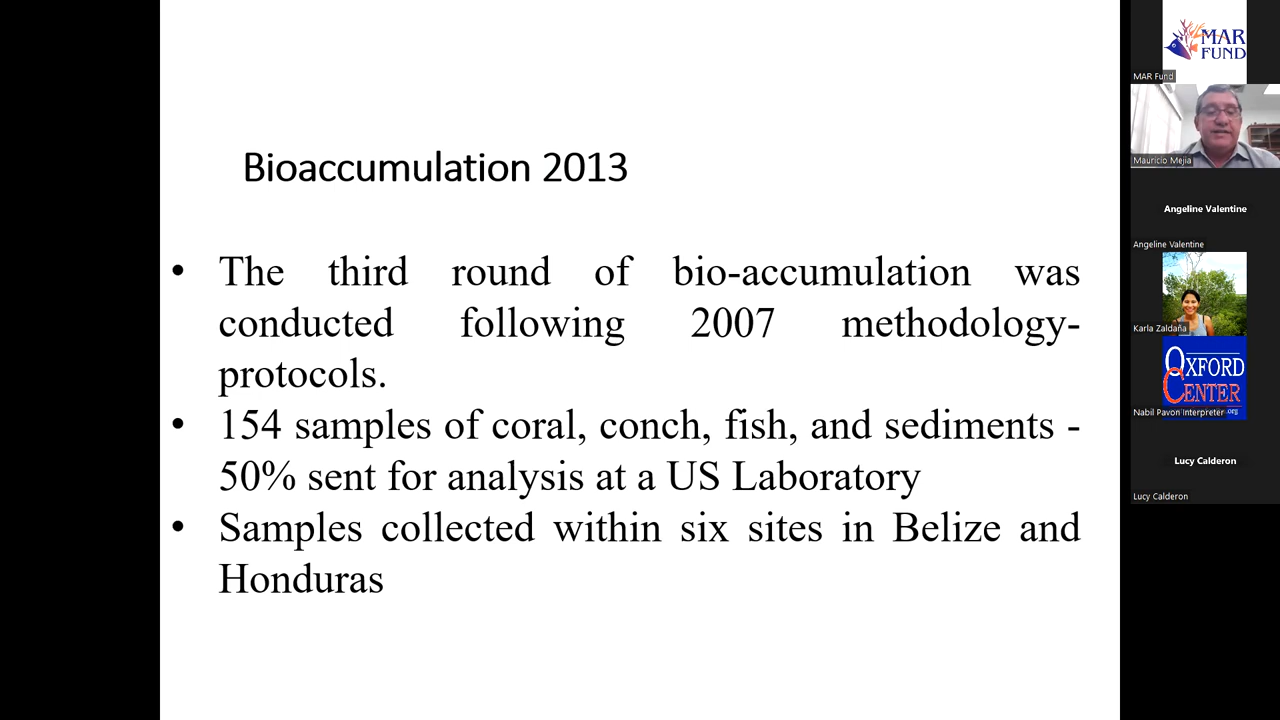 Bioaccumulation 2013
• The third round of bio-accumulation was
conducted following 2007 methodology-
protocols.
• 154 samples of coral, conch, fish, and sediments -
50% sent for analysis at a US Laboratory
• Samples collected within six sites in Belize and
Honduras
MAR
FUND
MAR Fund
Mauricio Mejia
Angeline Valentine
Angeline Valentine
Karla Zaldaña
OXFORD
CENTER
.org
Nabil Pavon Interpreter
Lucy Calderon
Lucy Calderon